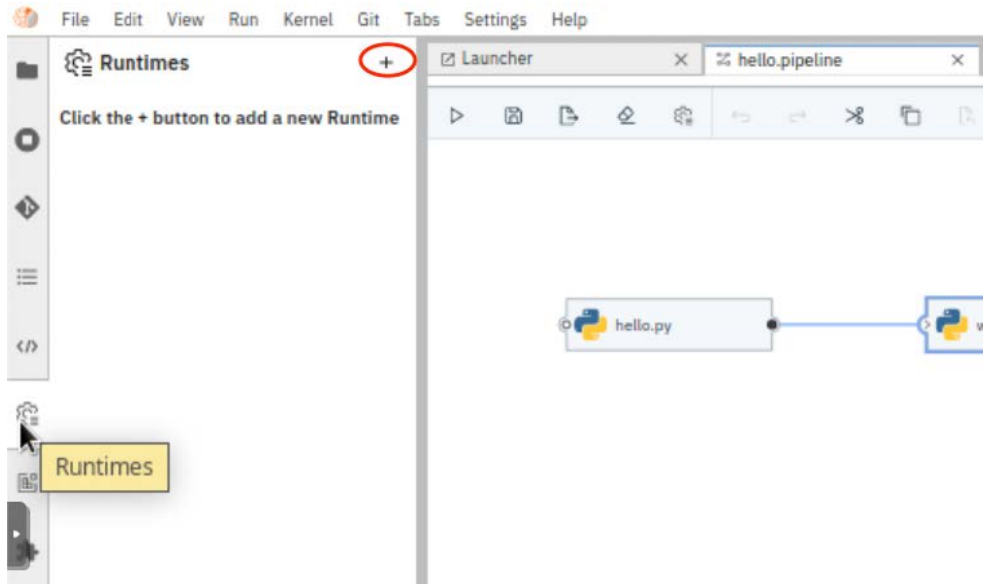 File Edit View Run Kernel Git Tabs Settings Help
Runtimes +
Click the + button to add a new Runtime
Launcher
hello.pipeline
hello.py
w
Runtimes